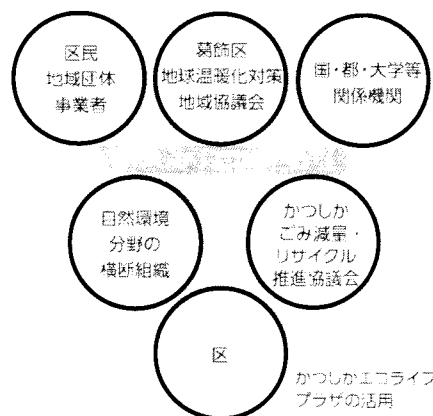 区民
地域団体
事業者
葛飾区
地球温暖化対策
地域協議会
国・都・大学等
関係機関
自然環境
分野の
横断組織
かつしか
ごみ減量・
リサイクル
推進協議会
区
かつしかエコライフ
プラザの活用